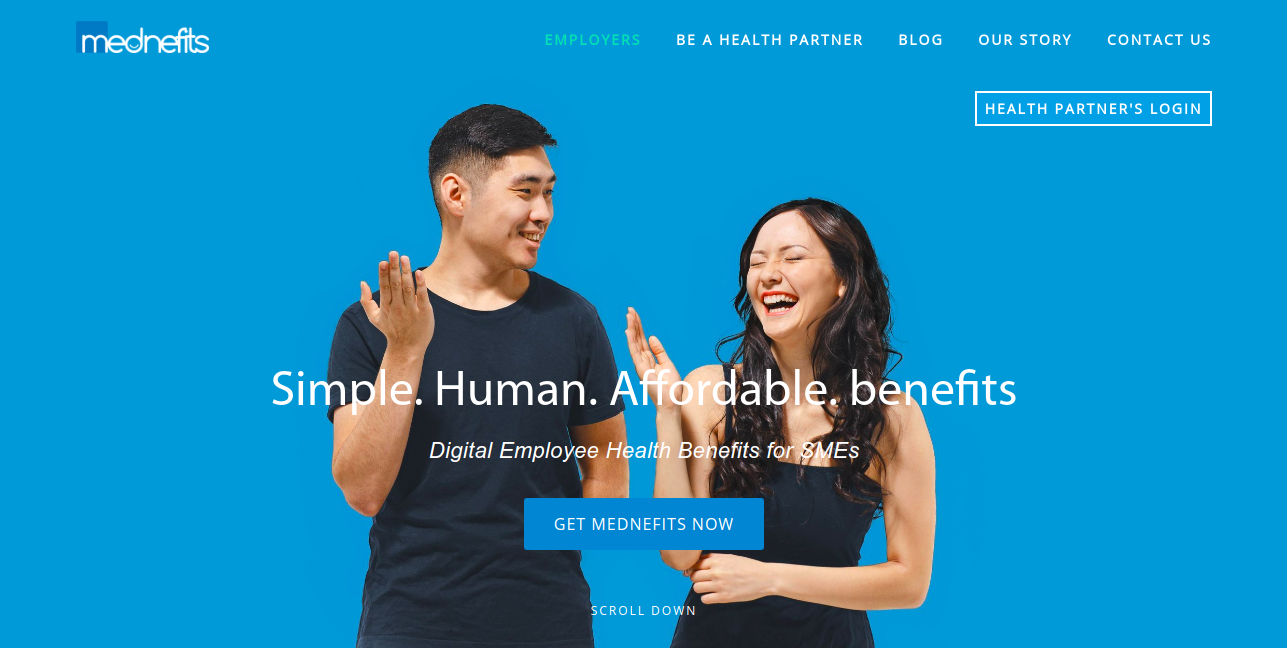 mednefits
EMPLOYERS
BE A HEALTH PARTNER
BLOG
OUR STORY
CONTACT US
HEALTH PARTNER'S LOGIN
Simple. Human. Affordable. benefits
Digital Employee Health Benefits for SMEs
GET MEDNEFITS NOW
SCROLL DOWN